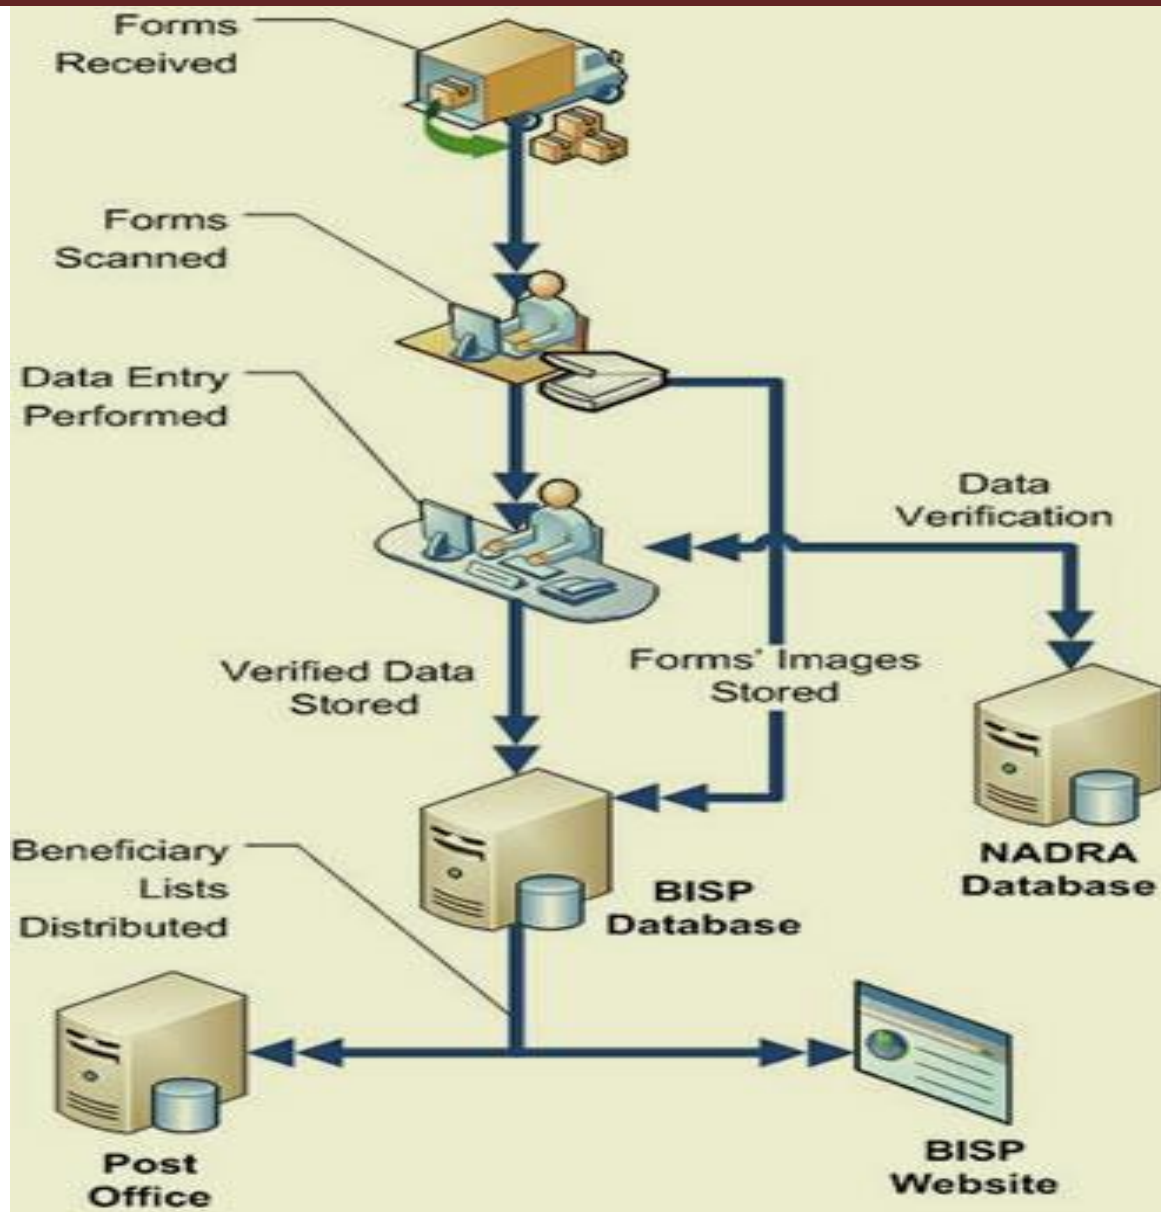 Forms
Received
Forms
Scanned
Data Entry
Performed
Data
Verification
Verified Data
Stored
Forms' Images
Stored
NADRA
Database
Beneficiary
Lists
Distributed
BISP
Database
Post
Office
BISP
Website